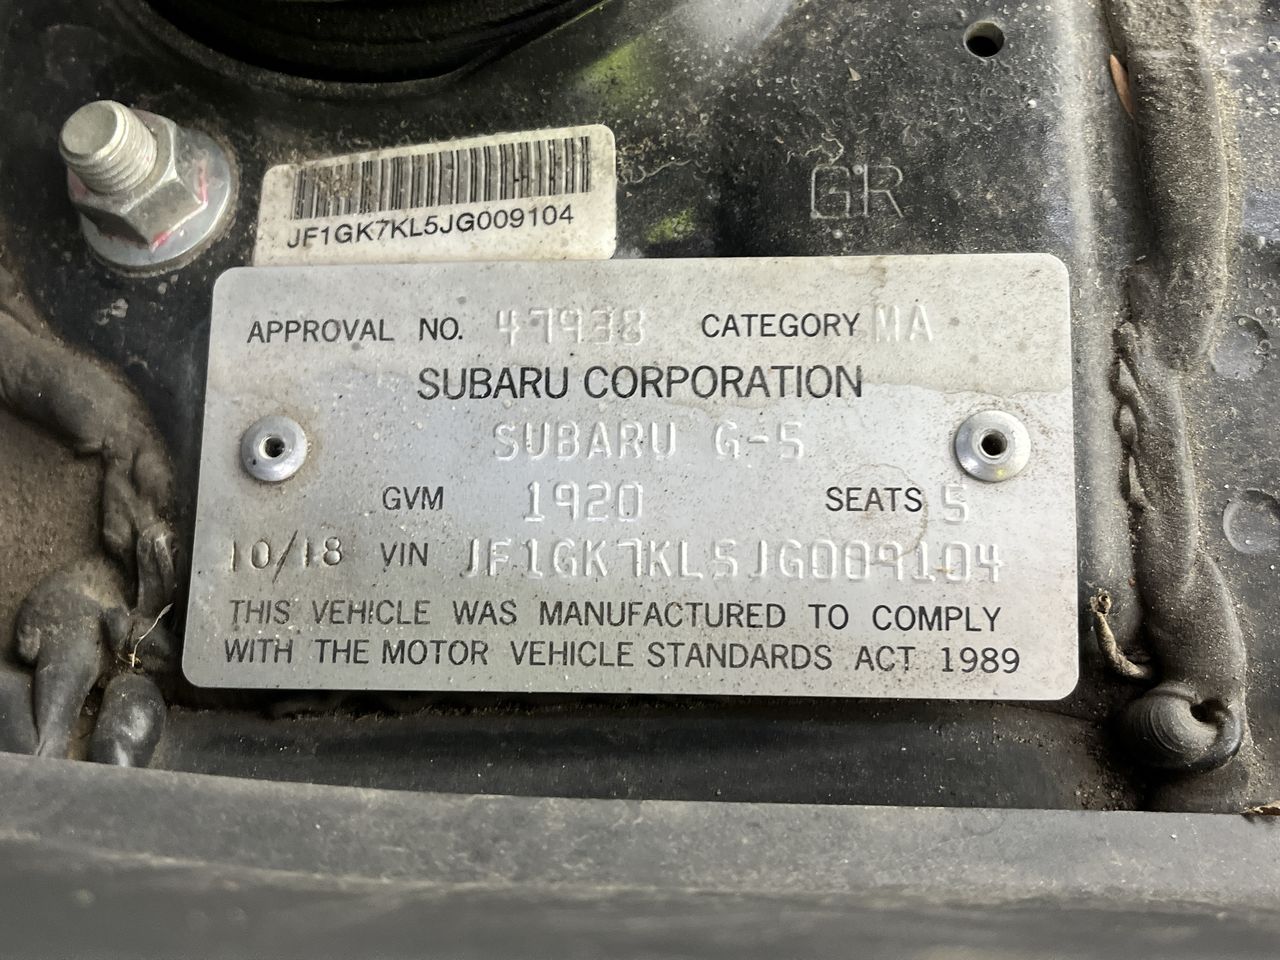 JF1GK7KL5JG009104
GR
APPROVAL NO. 47938 CATEGORY MA
SUBARU CORPORATION
SUBARU G-5
GVM 1920 SEATS 5
10/18 VIN JF1GK7KL5JG009104
THIS VEHICLE WAS MANUFACTURED TO COMPLY
WITH THE MOTOR VEHICLE STANDARDS ACT 1989